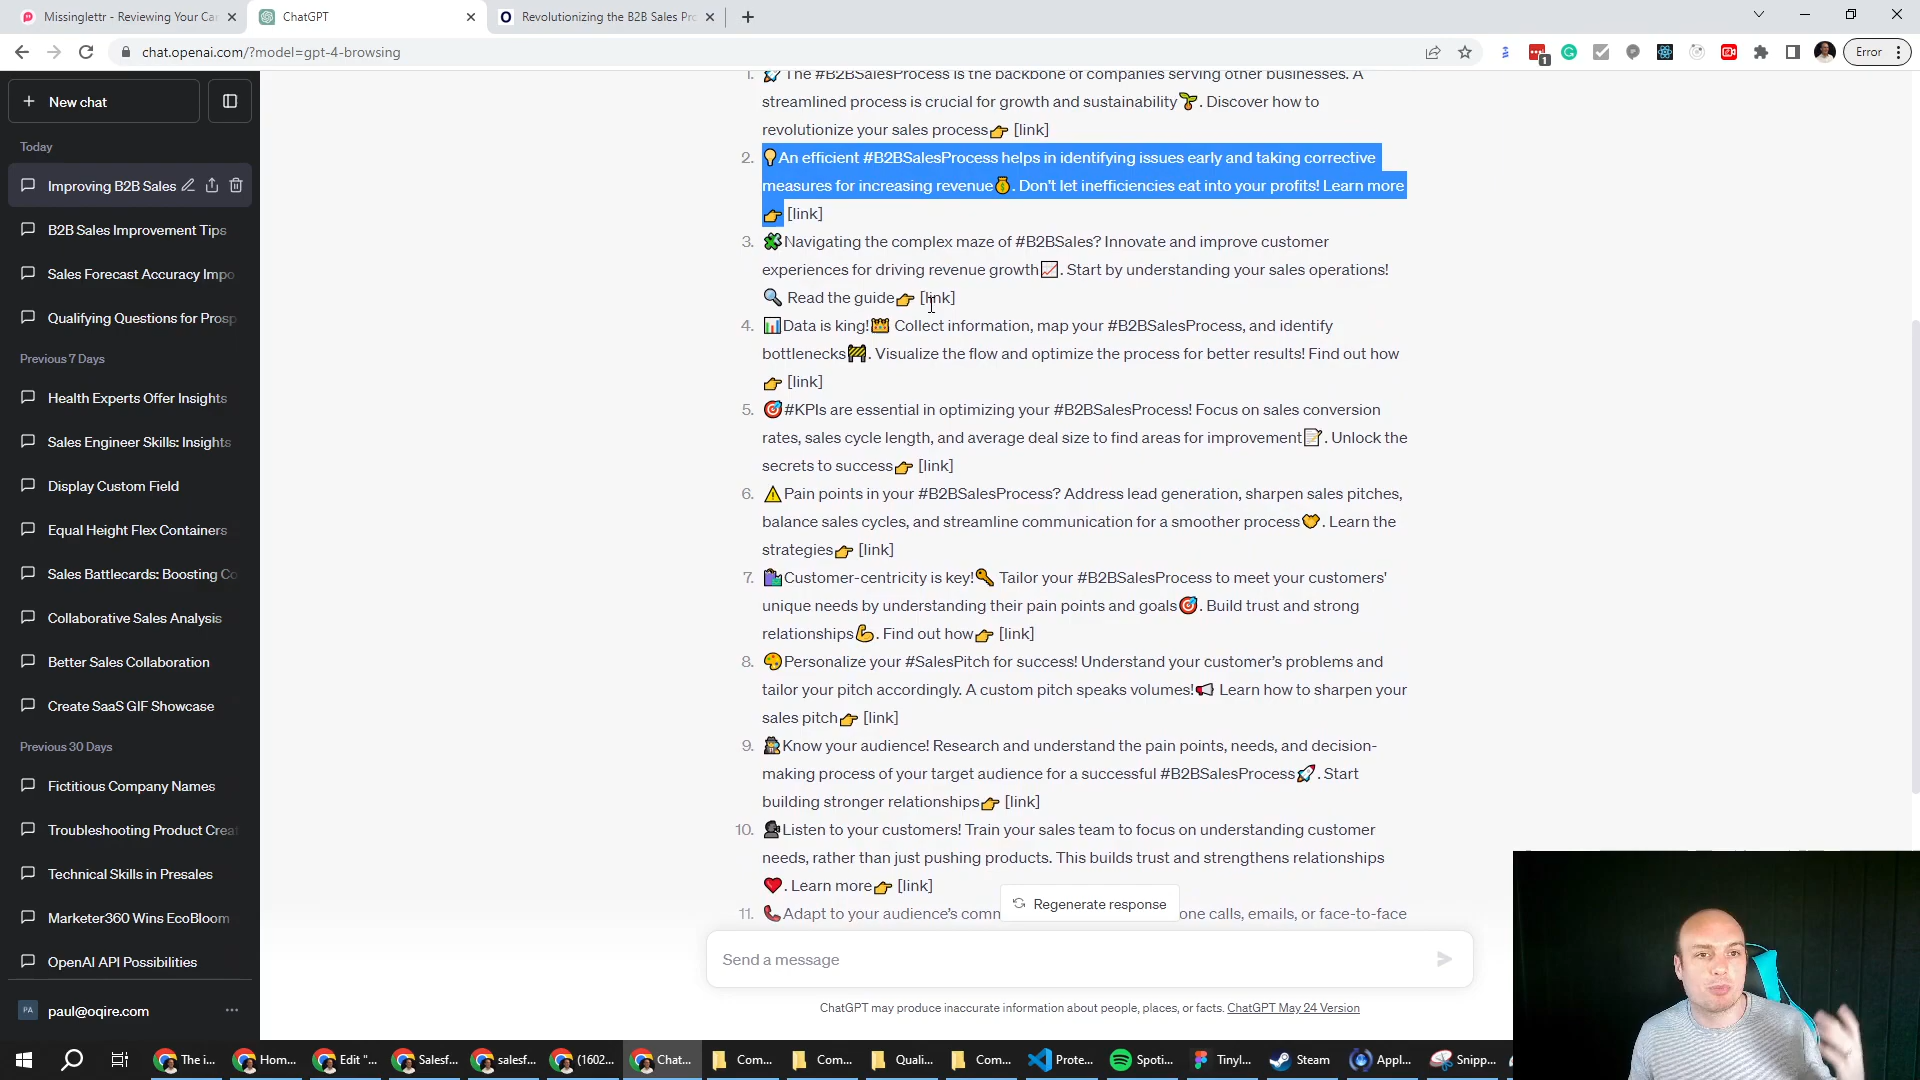 Missinglettr - Reviewing Your Ca
ChatGPT
Revolutionizing the B2B Sales Pr
chat.openai.com/?model=gpt-4-browsing
1
Error
New chat
Today
Improving B2B Sales
B2B Sales Improvement Tips
Sales Forecast Accuracy Impo
Qualifying Questions for Prosp
Previous 7 Days
Health Experts Offer Insights
Sales Engineer Skills: Insights
Display Custom Field
Equal Height Flex Containers
Sales Battlecards: Boosting Co
Collaborative Sales Analysis
Better Sales Collaboration
Create SaaS GIF Showcase
Previous 30 Days
Fictitious Company Names
Troubleshooting Product Crea
Technical Skills in Presales
Marketer360 Wins EcoBloom
OpenAI API Possibilities
PA paul@oqire.com
1. 🚀The #B2BSalesProcess is the backbone of companies serving other businesses. A
streamlined process is crucial for growth and sustainability🌱. Discover how to
revolutionize your sales process👉 [link]
2. 💡An efficient #B2BSalesProcess helps in identifying issues early and taking corrective
measures for increasing revenue💰. Don't let inefficiencies eat into your profits! Learn more
👉 [link]
3. 🧩Navigating the complex maze of #B2BSales? Innovate and improve customer
experiences for driving revenue growth📈. Start by understanding your sales operations!
🔍 Read the guide👉 [link]
4. 📊Data is king!👑 Collect information, map your #B2BSalesProcess, and identify
bottlenecks🚧. Visualize the flow and optimize the process for better results! Find out how
👉 [link]
5. 🎯#KPIs are essential in optimizing your #B2BSalesProcess! Focus on sales conversion
rates, sales cycle length, and average deal size to find areas for improvement📝. Unlock the
secrets to success👉 [link]
6. ⚠️Pain points in your #B2BSalesProcess? Address lead generation, sharpen sales pitches,
balance sales cycles, and streamline communication for a smoother process🤝. Learn the
strategies👉 [link]
7. 🛍️Customer-centricity is key!🔑 Tailor your #B2BSalesProcess to meet your customers'
unique needs by understanding their pain points and goals🎯. Build trust and strong
relationships💪. Find out how👉 [link]
8. 🎨Personalize your #SalesPitch for success! Understand your customer's problems and
tailor your pitch accordingly. A custom pitch speaks volumes!📢 Learn how to sharpen your
sales pitch👉 [link]
9. 🕵️Know your audience! Research and understand the pain points, needs, and decision-
making process of your target audience for a successful #B2BSalesProcess🚀. Start
building stronger relationships👉 [link]
10. 🗣️Listen to your customers! Train your sales team to focus on understanding customer
needs, rather than just pushing products. This builds trust and strengthens relationships
❤️. Learn more👉 [link]
11. 📞Adapt to your audience's comm one calls, emails, or face-to-face
Regenerate response
Send a message
ChatGPT may produce inaccurate information about people, places, or facts. ChatGPT May 24 Version
The i... Hom... Edit "... Salesf... salesf... (1602... Chat... Com... Com... Quali... Com... Prote... Spoti... Tinyl... Steam Appl... Snipp...